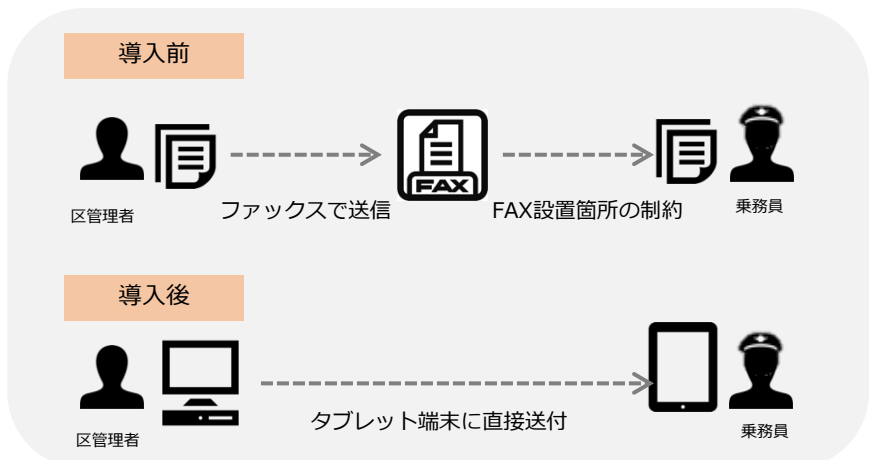 導入前
FAX
区管理者
ファックスで送信
FAX設置箇所の制約
乗務員
導入後
区管理者
タブレット端末に直接送付
乗務員